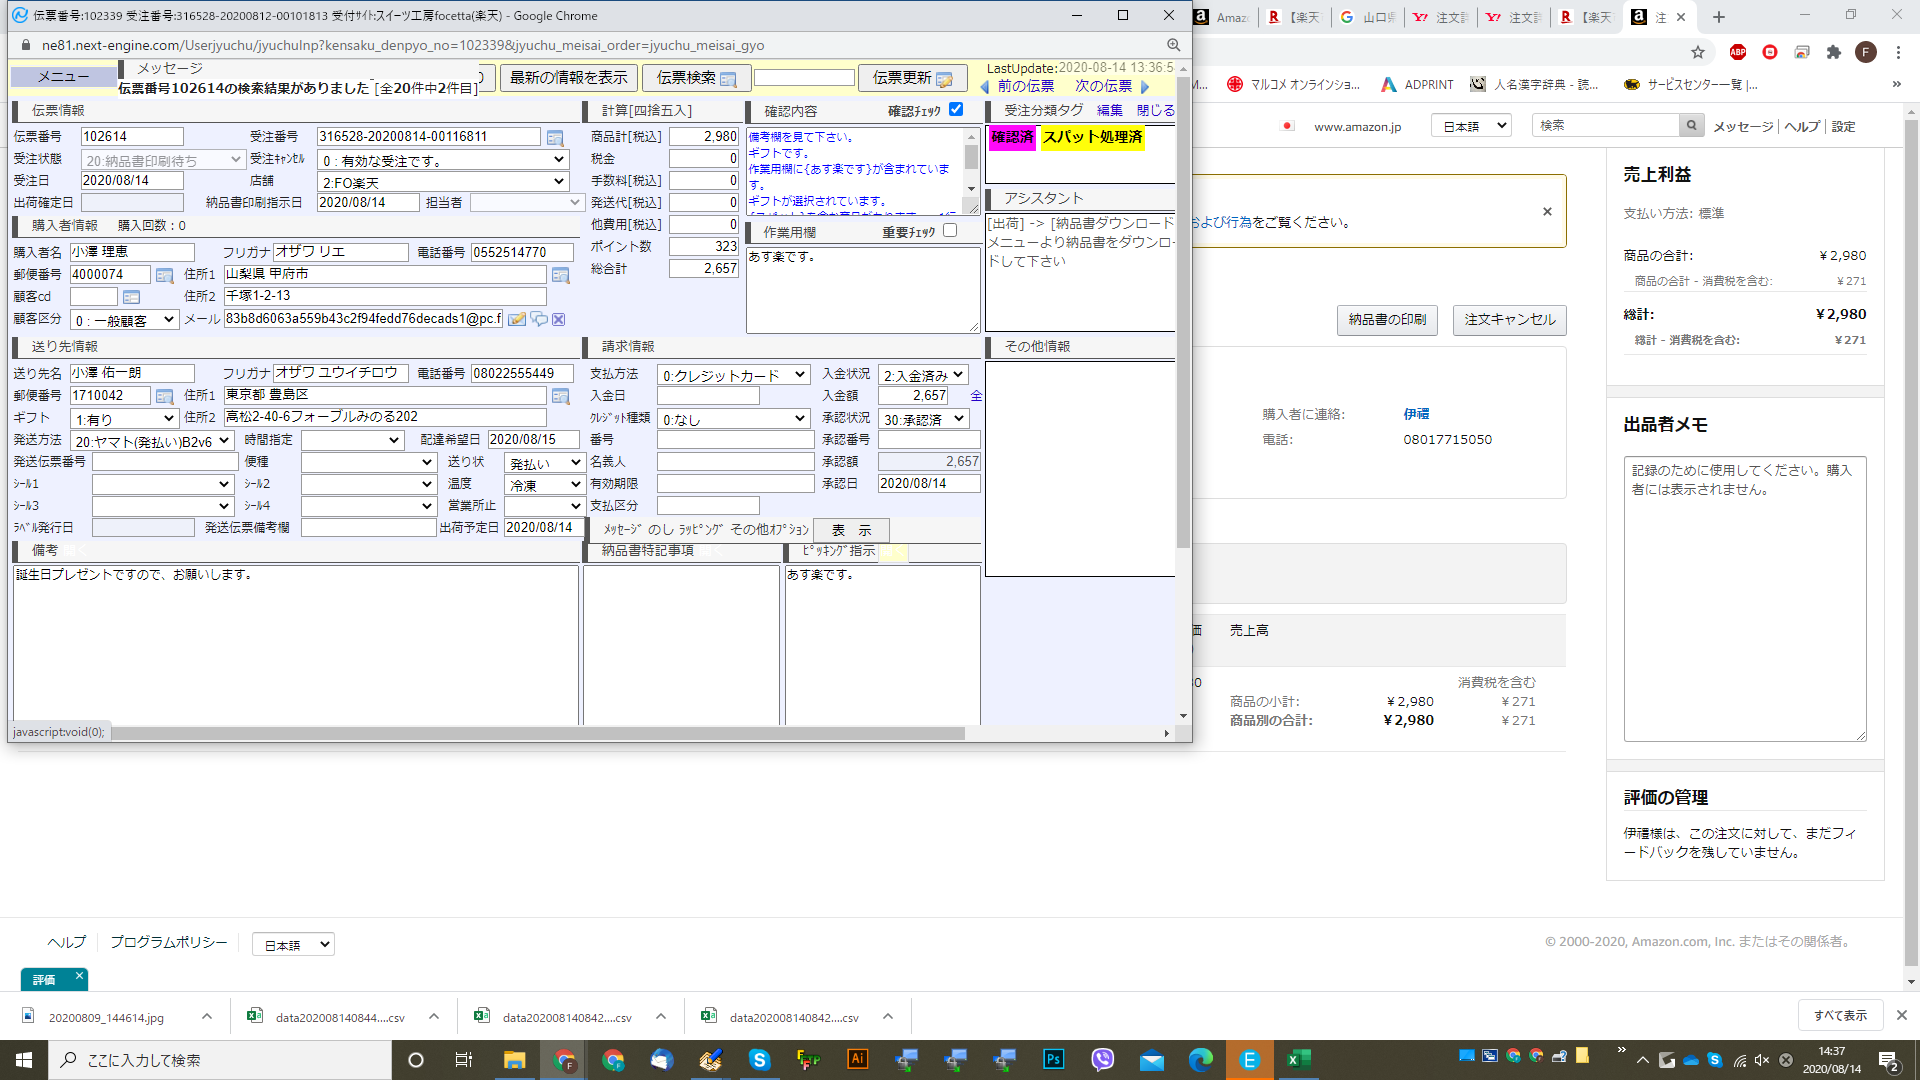 伝票番号:102339 受注番号:316528-20200812-00101813 受付ｻｲﾄ:スイーツ工房focetta(楽天) - Google Chrome
ne81.next-engine.com/Userjyuchu/jyuchuInp?kensaku_denpyo_no=102339&jyuchu_meisai_order=jyuchu_meisai_gyo
メニュー
メッセージ
伝票番号102614の検索結果がありました [全20件中2件目]
最新の情報を表示
伝票検索
伝票更新
LastUpdate:2020-08-14 13:36:5
前の伝票 次の伝票
伝票情報
計算[四捨五入]
確認内容 確認ﾁｪｯｸ
受注分類タグ 編集 閉じる
伝票番号 102614 受注番号 316528-20200814-00116811
受注状態 20:納品書印刷待ち 受注ｷｬﾝｾﾙ 0 : 有効な受注です。
受注日 2020/08/14 店舗 2:FO楽天
出荷確定日 納品書印刷指示日 2020/08/14 担当者
商品計[税込] 2,980
税金 0
手数料[税込] 0
発送代[税込] 0
他費用[税込] 0
ポイント数 323
総合計 2,657
備考欄を見て下さい。
ギフトです。
作業用欄に{あす楽です}が含まれていま
す。
ギフトが選択されています。
確認済 スパット処理済
アシスタント
[出荷] -> [納品書ダウンロード
メニューより納品書をダウンロー
ドして下さい
作業用欄 重要ﾁｪｯｸ
あす楽です。
購入者情報 購入回数 : 0
購入者名 小澤 理恵 フリガナ オザワ リエ 電話番号 0552514770
郵便番号 4000074 住所1 山梨県 甲府市
顧客cd 住所2 千塚1-2-13
顧客区分 0 : 一般顧客 メール 83b8d6063a559b43c2f94fedd76decads1@pc.f
送り先情報
請求情報
その他情報
送り先名 小澤 佑一朗 フリガナ オザワ ユウイチロウ 電話番号 08022555449
郵便番号 1710042 住所1 東京都 豊島区
ギフト 1:有り 住所2 高松2-40-6フォーブルみのる202
発送方法 20:ヤマト(発払い)B2v6 時間指定 配達希望日 2020/08/15
発送伝票番号 便種 送り状 発払い
ｼｰﾙ1 ｼｰﾙ2 温度 冷凍
ｼｰﾙ3 ｼｰﾙ4 営業所止
ﾗﾍﾞﾙ発行日 発送伝票備考欄 出荷予定日 2020/08/14
支払方法 0:クレジットカード 入金状況 2:入金済み
入金日 入金額 2,657 全
ｸﾚｼﾞｯﾄ種類 0:なし 承認状況 30:承認済
番号 承認番号
名義人 承認額 2,657
有効期限 承認日 2020/08/14
支払区分
ﾒｯｾｰｼﾞ のし ﾗｯﾋﾟﾝｸﾞ その他ｵﾌﾟｼｮﾝ 表 示
備考
納品書特記事項
ﾋﾟｯｷﾝｸﾞ指示
誕生日プレゼントですので、お願いします。
あす楽です。
javascript:void(0);
Amaz
【楽天
山口県
注文詳
注文詳
【楽天
注
マルコメ オンラインショ...
ADPRINT
人名漢字辞典 - 読...
サービスセンター一覧 |...
www.amazon.jp
日本語
検索
メッセージ | ヘルプ | 設定
および行為をご覧ください。
納品書の印刷
注文キャンセル
購入者に連絡: 伊禮
電話: 08017715050
価
売上高
消費税を含む
商品の小計: ￥2,980 ￥271
商品別の合計: ￥2,980 ￥271
売上利益
支払い方法: 標準
商品の合計: ￥2,980
商品の合計 - 消費税を含む: ￥271
総計: ￥2,980
総計 - 消費税を含む: ￥271
出品者メモ
記録のために使用してください。購入
者には表示されません。
評価の管理
伊禮様は、この注文に対して、まだフィ
ードバックを残していません。
ヘルプ
プログラムポリシー
日本語
© 2000-2020, Amazon.com, Inc. またはその関係者。
評価
20200809_144614.jpg
data202008140844....csv
data202008140842....csv
data202008140842....csv
すべて表示
ここに入力して検索
14:37
2020/08/14
2